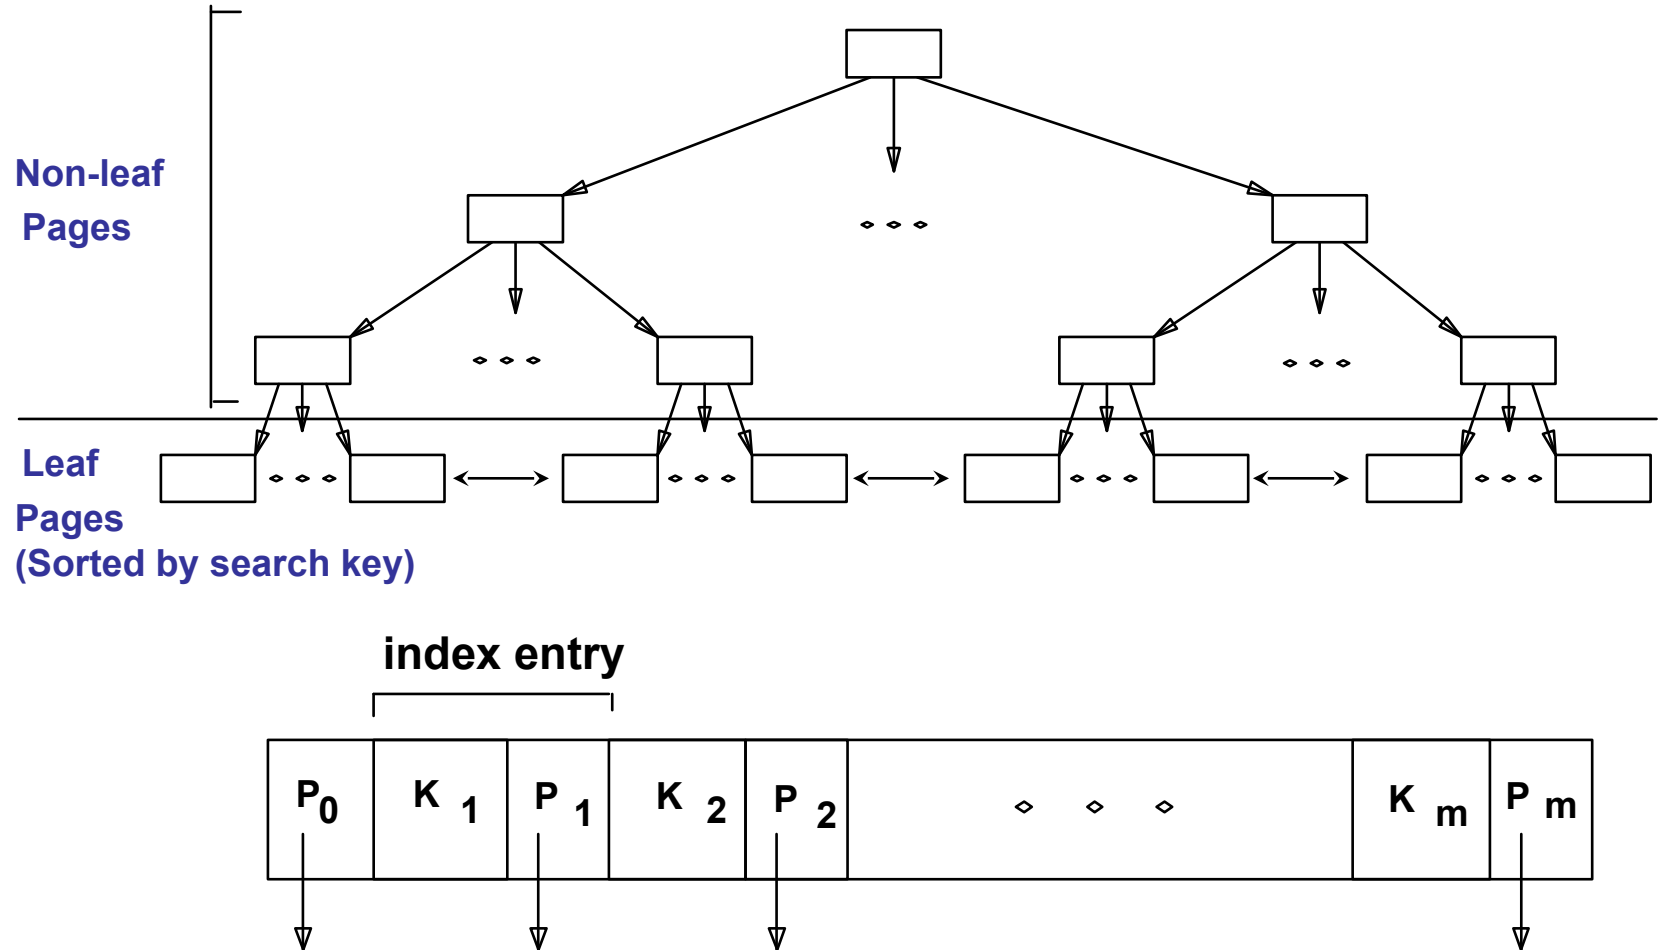 Non-leaf
Pages
Leaf
Pages
(Sorted by search key)
index entry
P0 K 1 P 1 K 2 P 2 K m P m